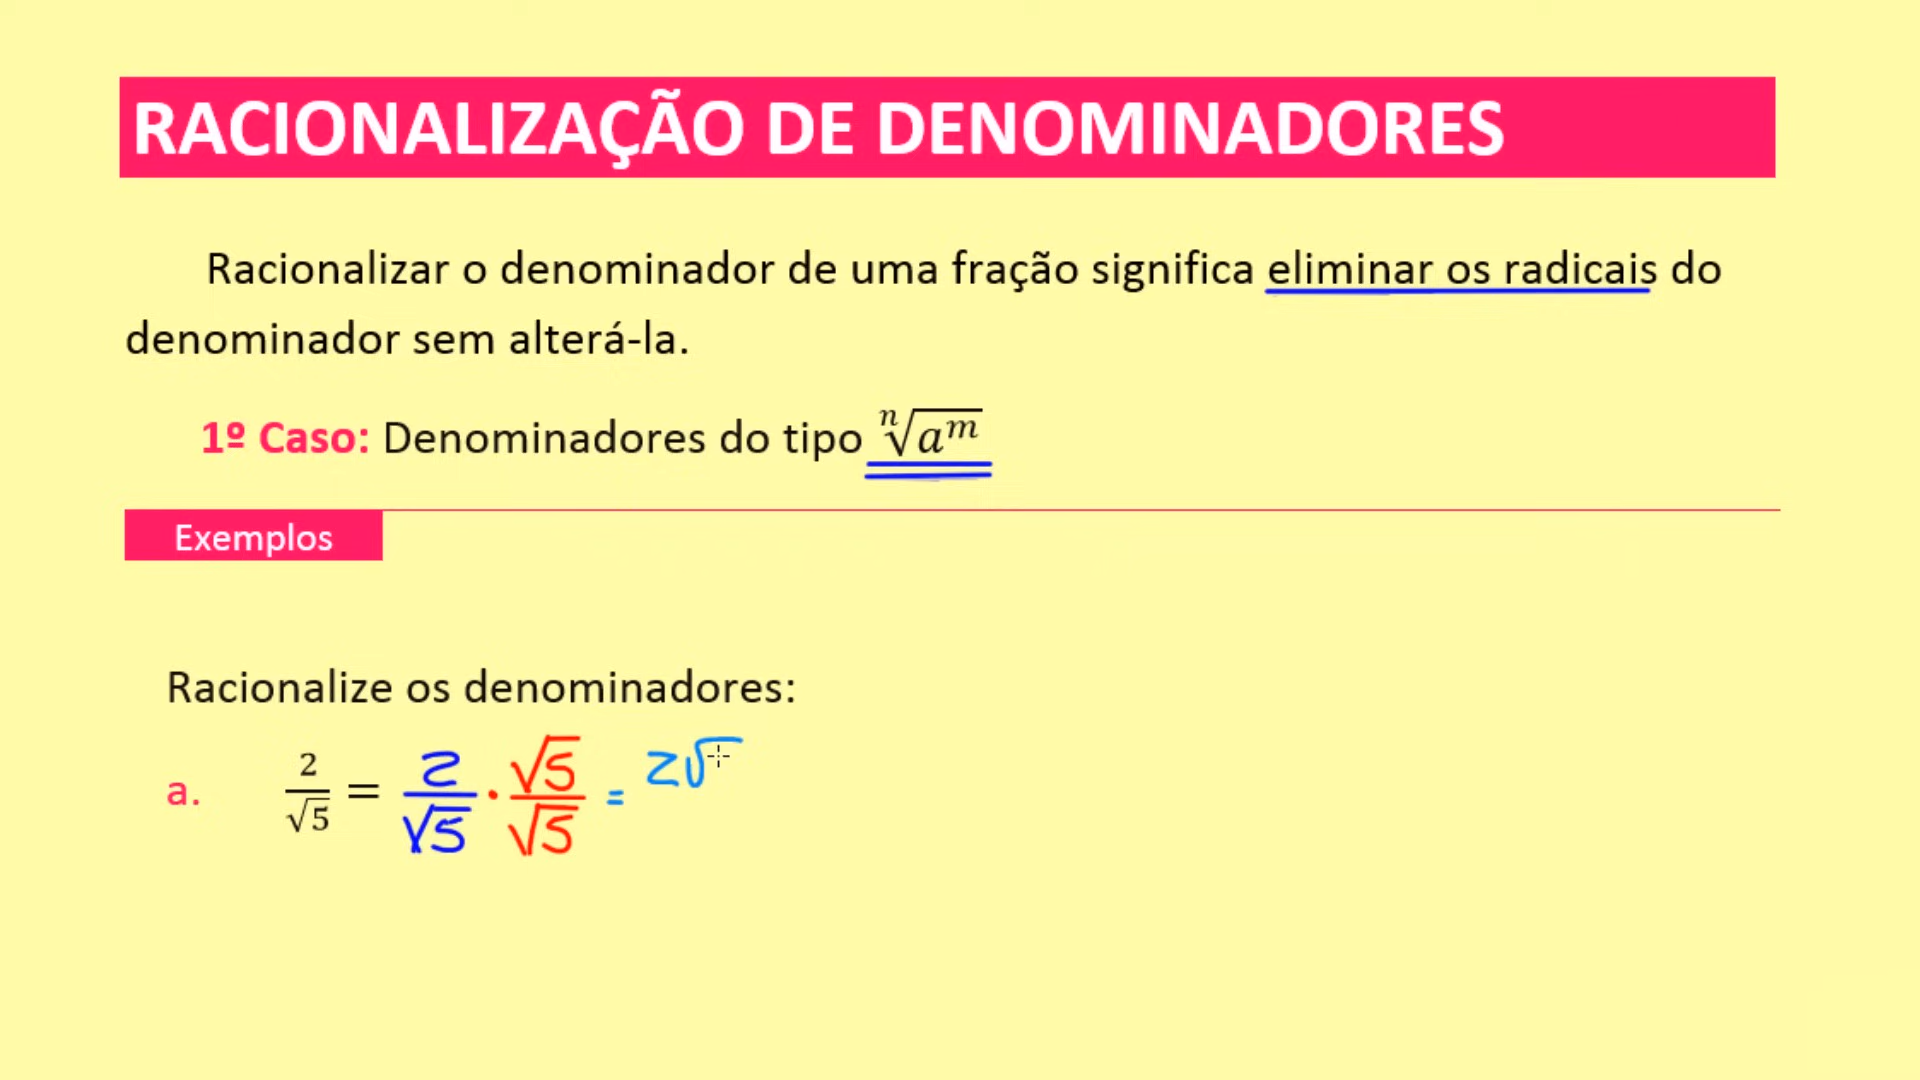 RACIONALIZAÇÃO DE DENOMINADORES
Racionalizar o denominador de uma fração significa eliminar os radicais do
denominador sem alterá-la.
1º Caso: Denominadores do tipo ⁿ√aᵐ
Exemplos
Racionalize os denominadores:
a. 2/√5 = 2/√5 · √5/√5 = 2√